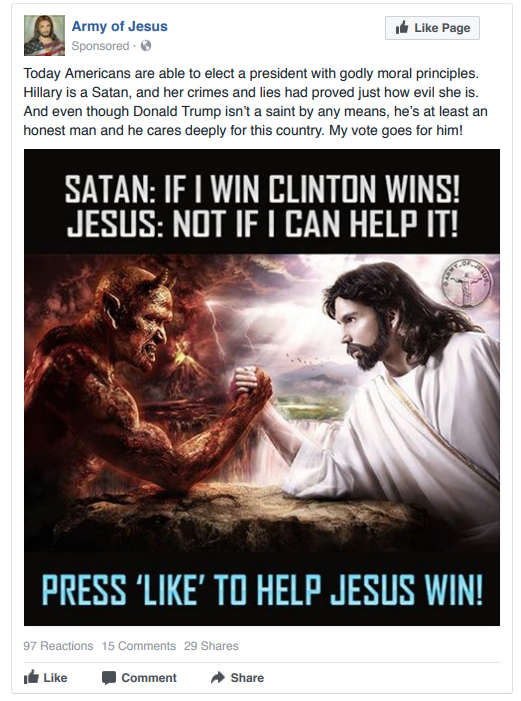 Army of Jesus
Like Page
Sponsored ·
Today Americans are able to elect a president with godly moral principles.
Hillary is a Satan, and her crimes and lies had proved just how evil she is.
And even though Donald Trump isn't a saint by any means, he's at least an
honest man and he cares deeply for this country. My vote goes for him!
SATAN: IF I WIN CLINTON WINS!
JESUS: NOT IF I CAN HELP IT!
ARMY OF JESUS
PRESS 'LIKE' TO HELP JESUS WIN!
97 Reactions 15 Comments 29 Shares
Like Comment Share